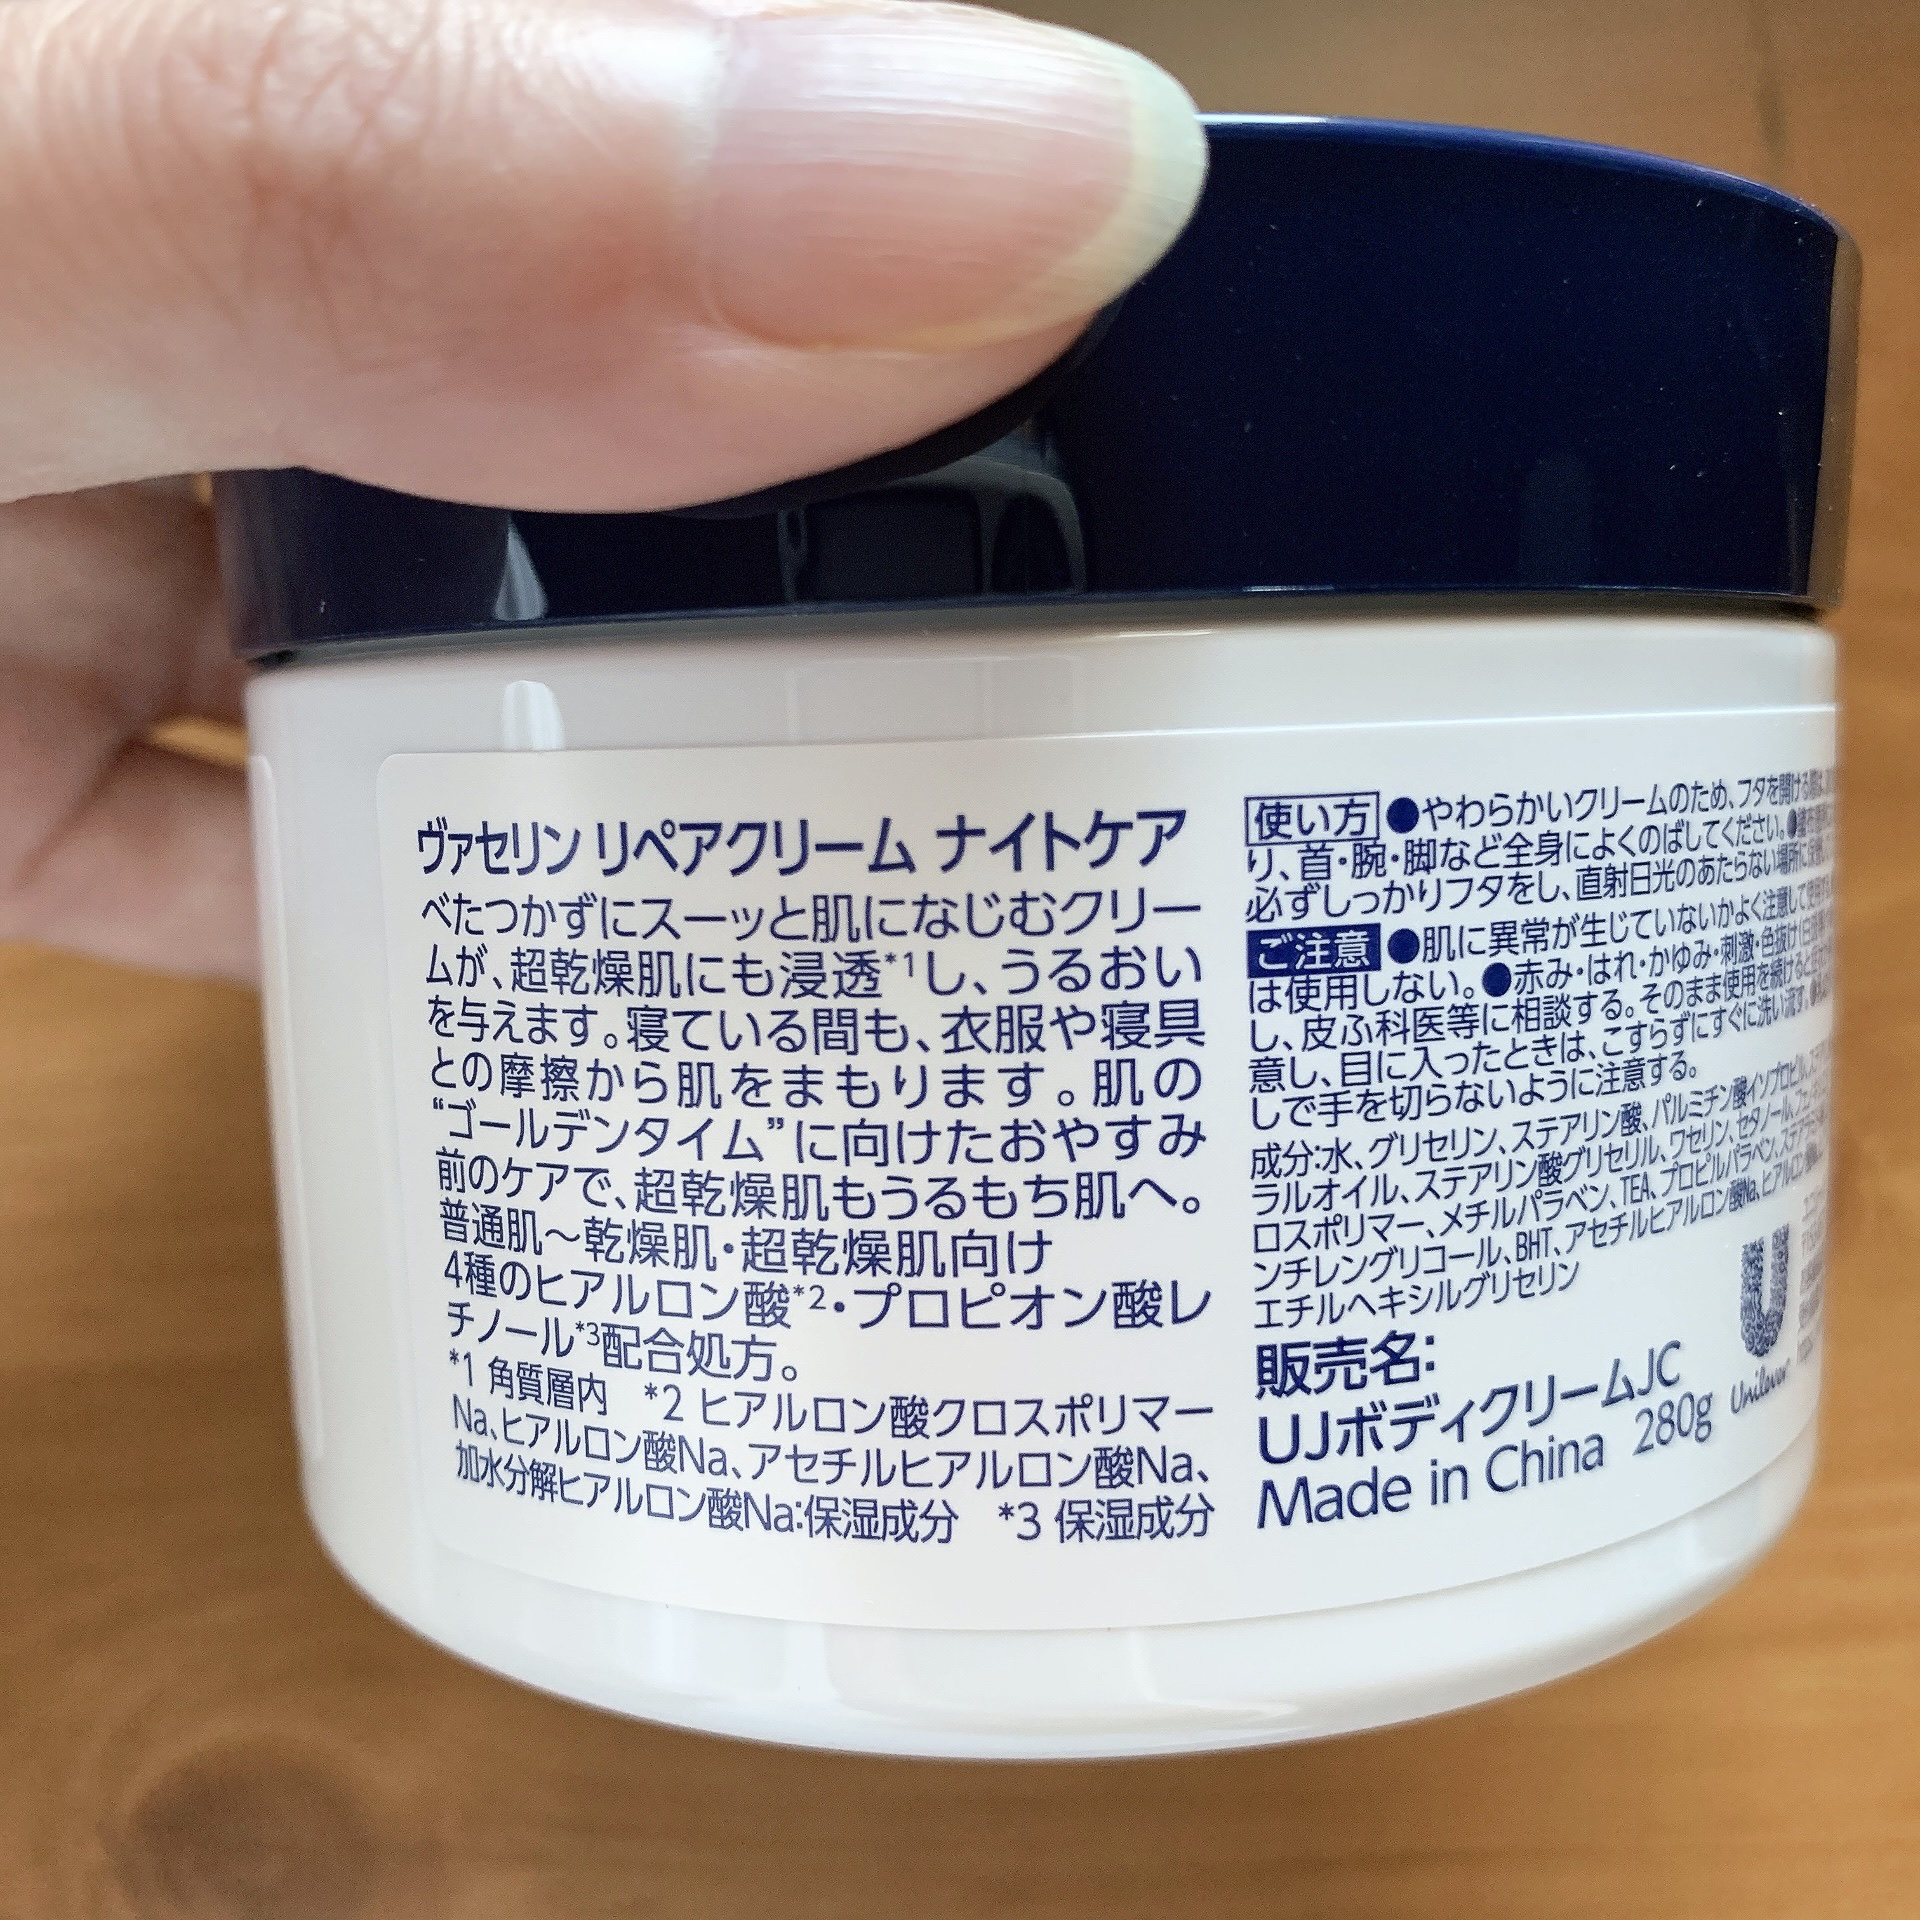 ヴァセリン リペアクリーム ナイトケア
べたつかずにスーッと肌になじむクリー
ムが、超乾燥肌にも浸透*1し、うるおい
を与えます。寝ている間も、衣服や寝具
との摩擦から肌をまもります。肌の
“ゴールデンタイム”に向けたおやすみ
前のケアで、超乾燥肌もうるもち肌へ。
普通肌～乾燥肌・超乾燥肌向け
4種のヒアルロン酸*2・プロピオン酸レ
チノール*3配合処方。
*1 角質層内 *2 ヒアルロン酸クロスポリマー
Na、ヒアルロン酸Na、アセチルヒアルロン酸Na、
加水分解ヒアルロン酸Na:保湿成分 *3 保湿成分
使い方 ●やわらかいクリームのため、フタを開ける際は、
り、首・腕・脚など全身によくのばしてください。●
必ずしっかりフタをし、直射日光のあたらない場所に
ご注意 ●肌に異常が生じていないかよく注意して使用
は使用しない。●赤み・はれ・かゆみ・刺激・色抜け
し、皮ふ科医等に相談する。そのまま使用を続けると
意し、目に入ったときは、こすらずにすぐに洗い流す。
しで手を切らないように注意する。
成分:水、グリセリン、ステアリン酸、パルミチン酸イソプロピル、
ラルオイル、ステアリン酸グリセリル、ワセリン、セタノール、
ロスポリマー、メチルパラベン、TEA、プロピルパラベン、
ンチレングリコール、BHT、アセチルヒアルロン酸Na、
エチルヘキシルグリセリン
販売名:
UJボディクリームJC
Made in China 280g
Unilever